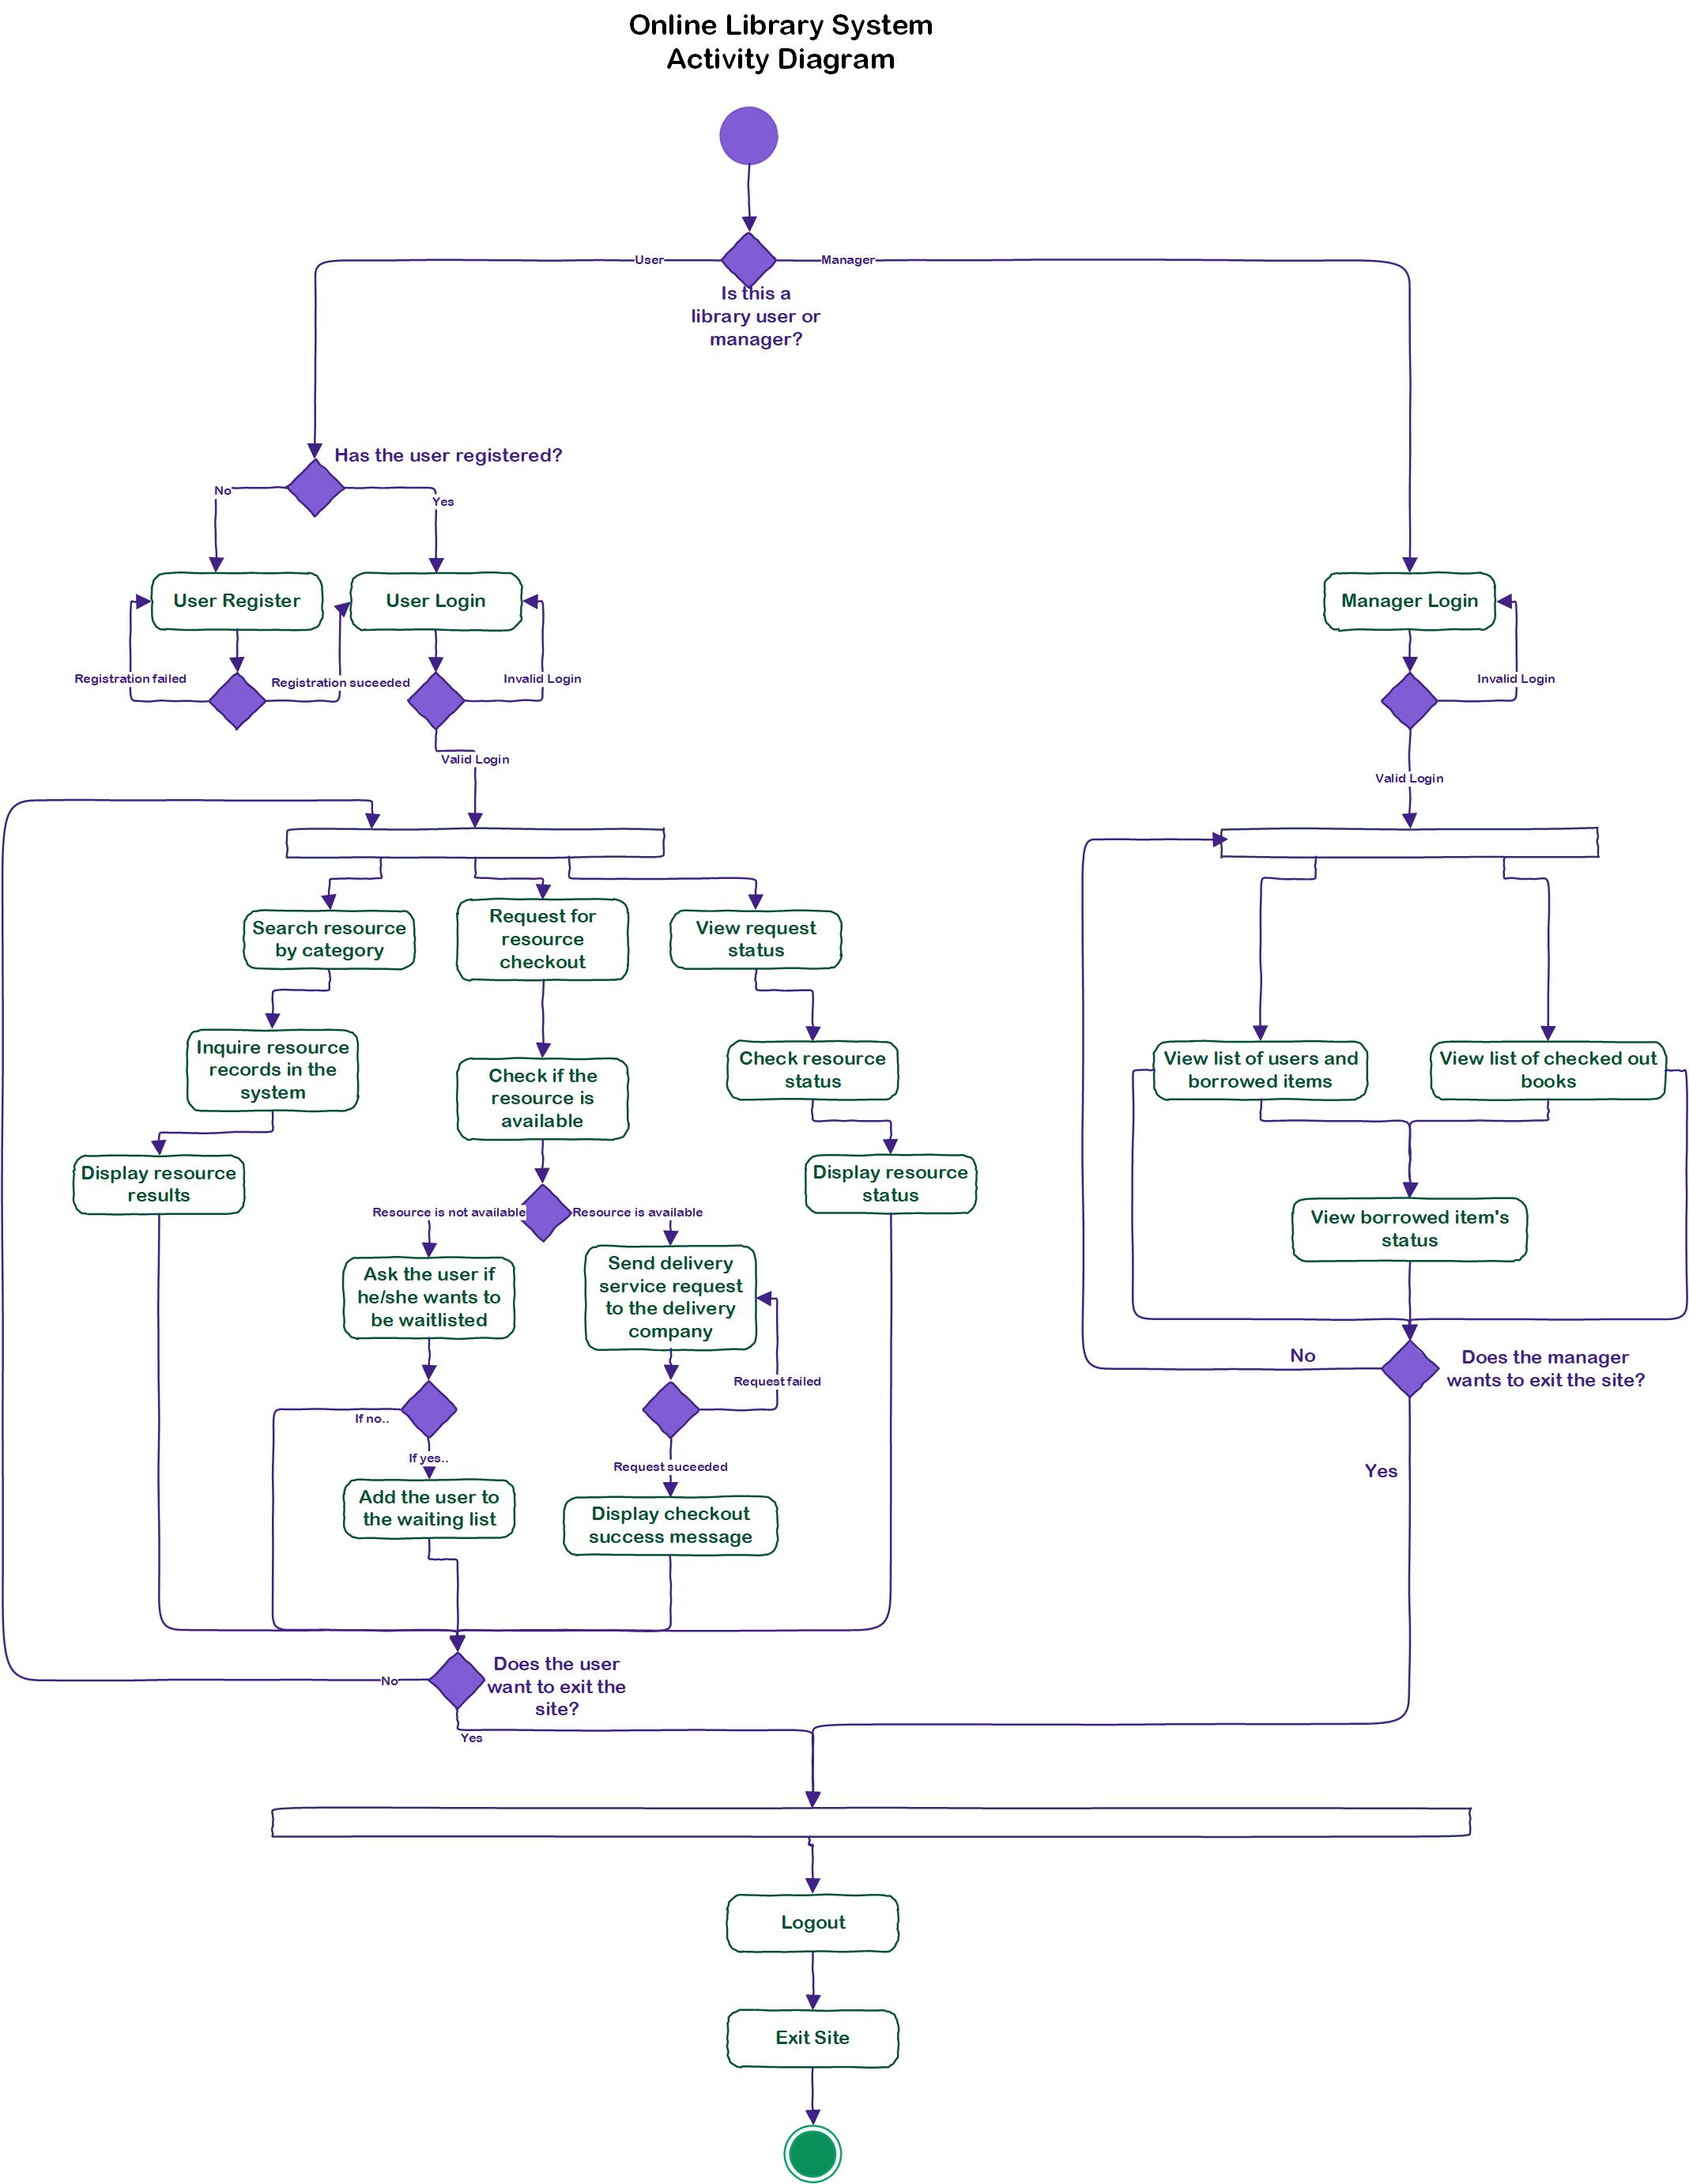 Online Library System
Activity Diagram
User
Manager
Is this a
library user or
manager?
Has the user registered?
No
Yes
User Register
User Login
Manager Login
Registration failed
Registration suceeded
Invalid Login
Invalid Login
Valid Login
Valid Login
Search resource
by category
Request for
resource
checkout
View request
status
Inquire resource
records in the
system
Check if the
resource is
available
Check resource
status
View list of users and
borrowed items
View list of checked out
books
Display resource
results
Display resource
status
Resource is not available
Resource is available
View borrowed item's
status
Ask the user if
he/she wants to
be waitlisted
Send delivery
service request
to the delivery
company
No
Does the manager
wants to exit the site?
Request failed
If no..
If yes..
Request suceeded
Yes
Add the user to
the waiting list
Display checkout
success message
No
Does the user
want to exit the
site?
Yes
Logout
Exit Site